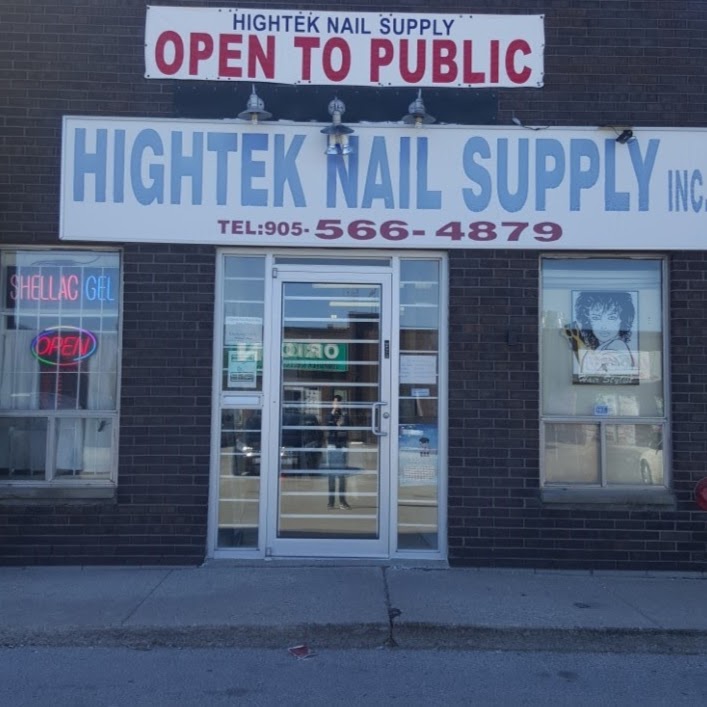 HIGHTEK NAIL SUPPLY
OPEN TO PUBLIC
HIGHTEK NAIL SUPPLY INC.
TEL:905-566-4879
SHELLAC GEL
OPEN